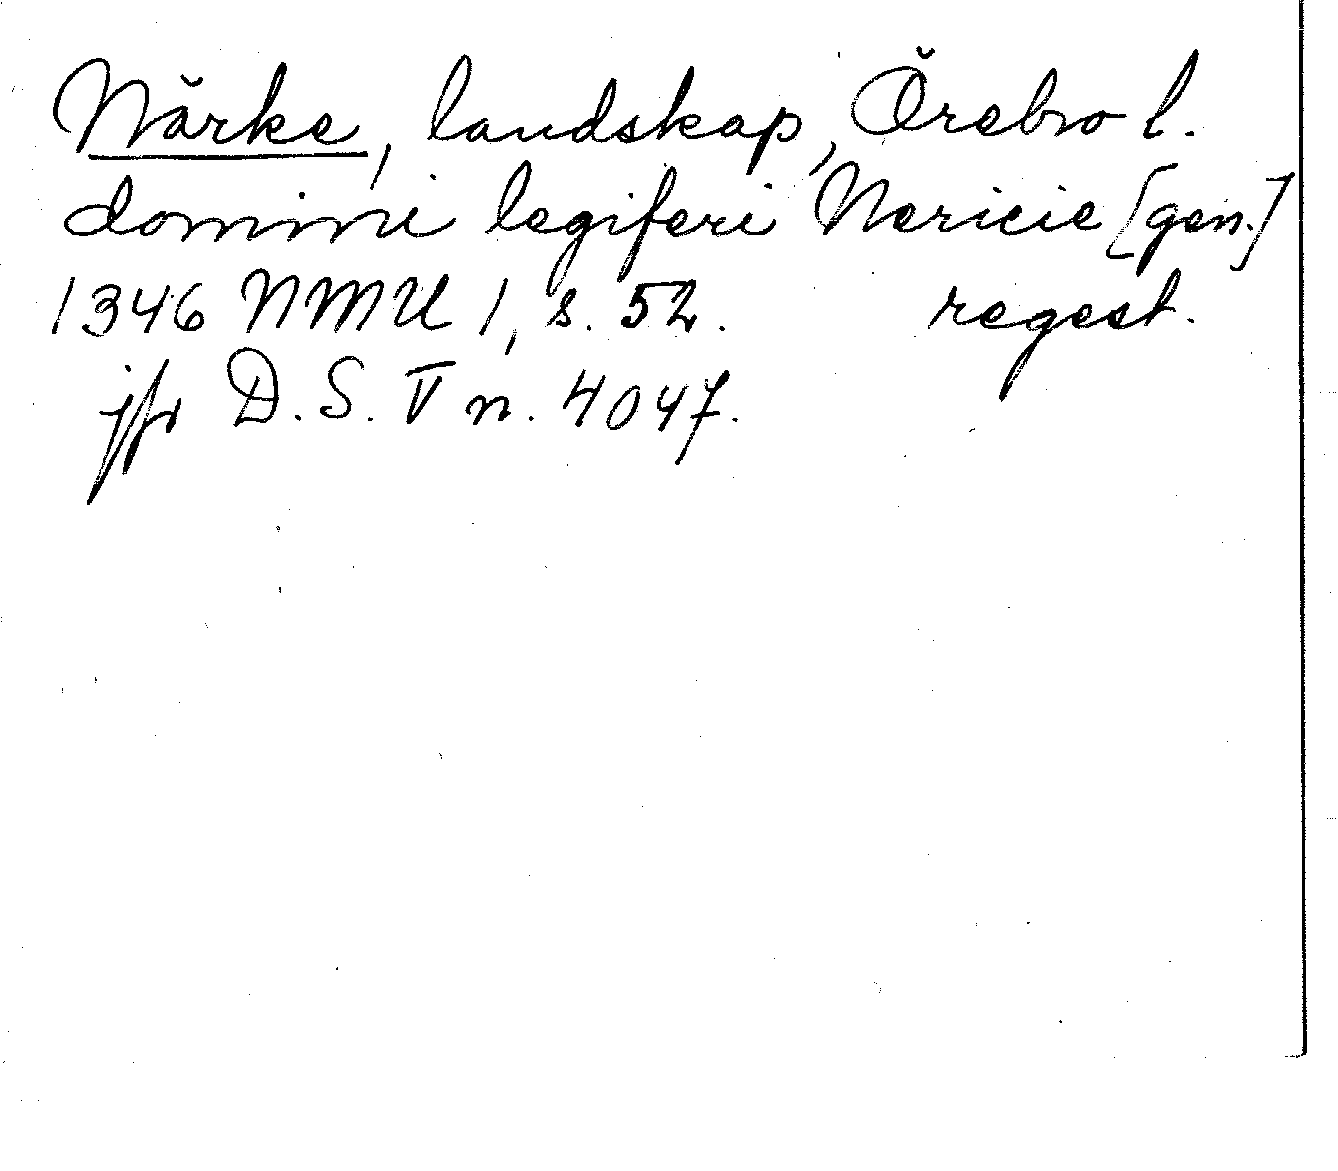 Närke, landskap, Örebro l.
domini legiferi Nericie [gen.]
1346 NMU 1, s. 52. regest.
jfr D. S. V n. 4047.